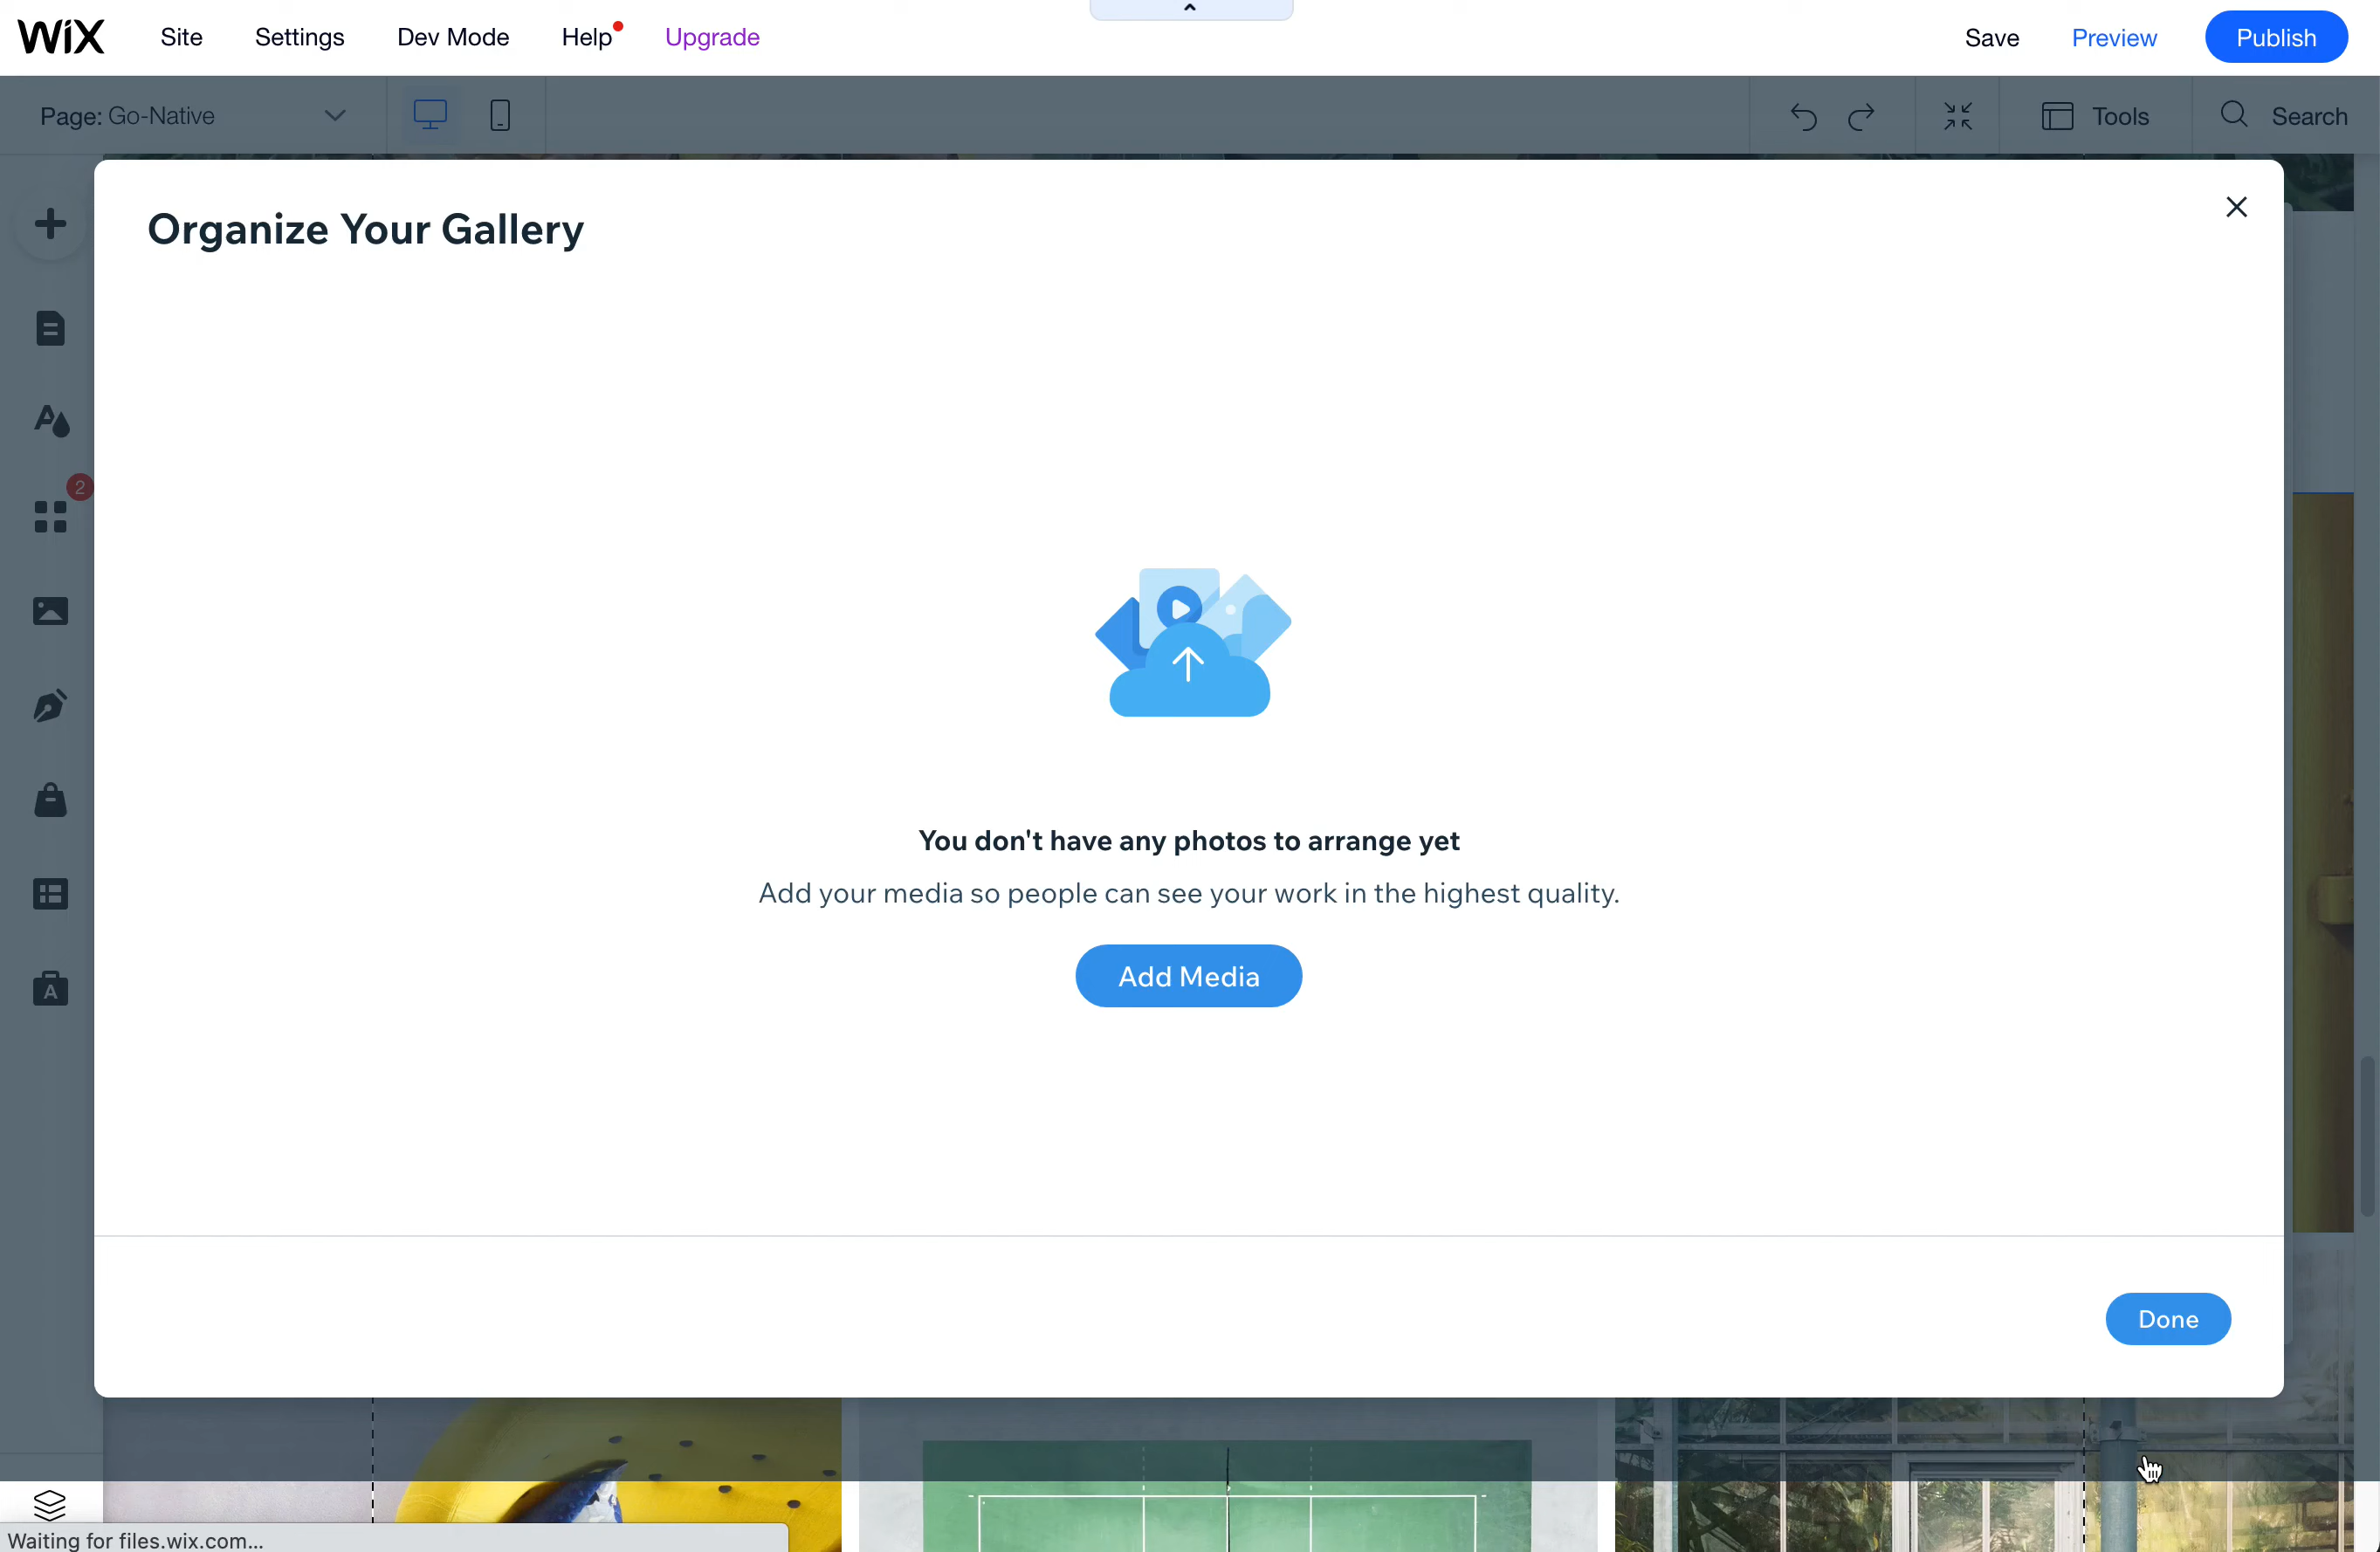 WiX Site Settings Dev Mode Help Upgrade Save Preview Publish
Page: Go-Native Tools Search
Organize Your Gallery
2
You don't have any photos to arrange yet
Add your media so people can see your work in the highest quality.
Add Media
A
Done
Waiting for files.wix.com...